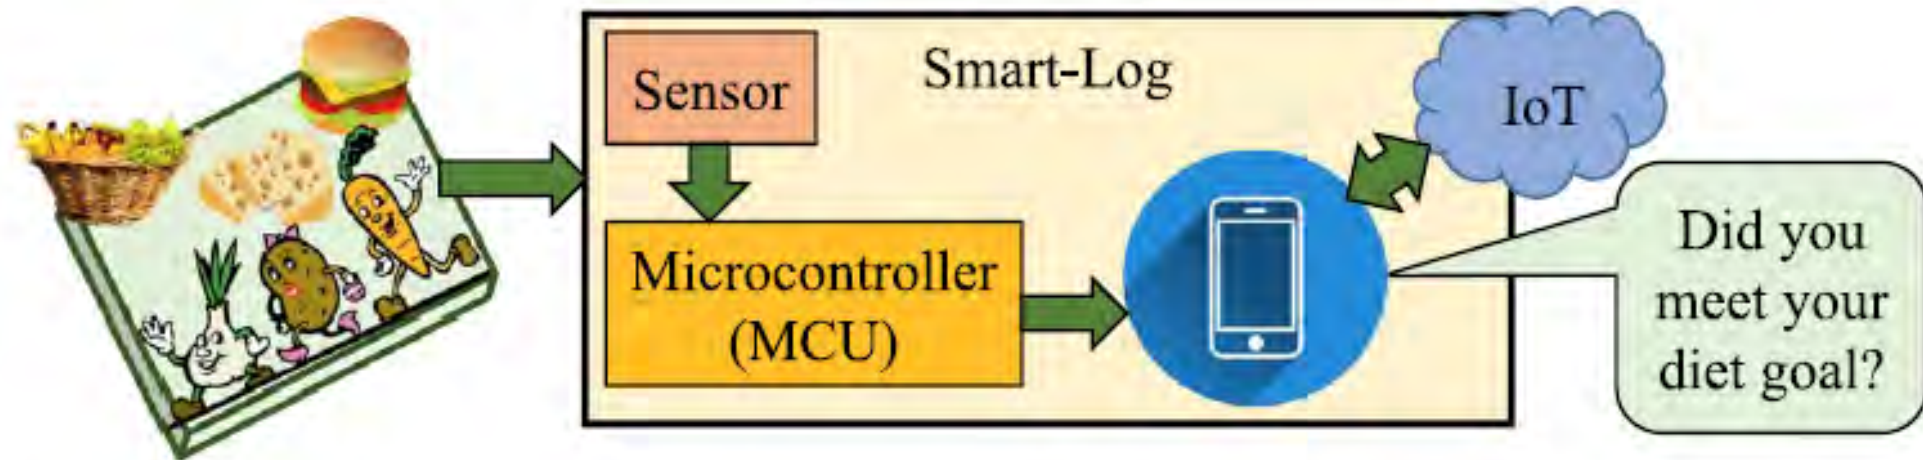 Sensor
Smart-Log
IoT
Microcontroller
(MCU)
Did you
meet your
diet goal?